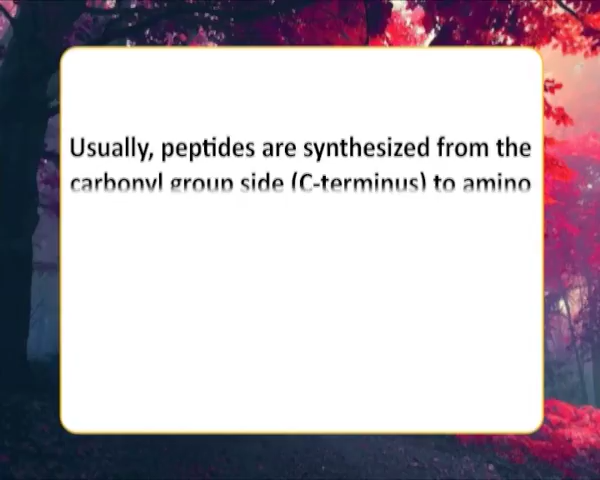 Usually, peptides are synthesized from the
carbonyl group side (C-terminus) to amino